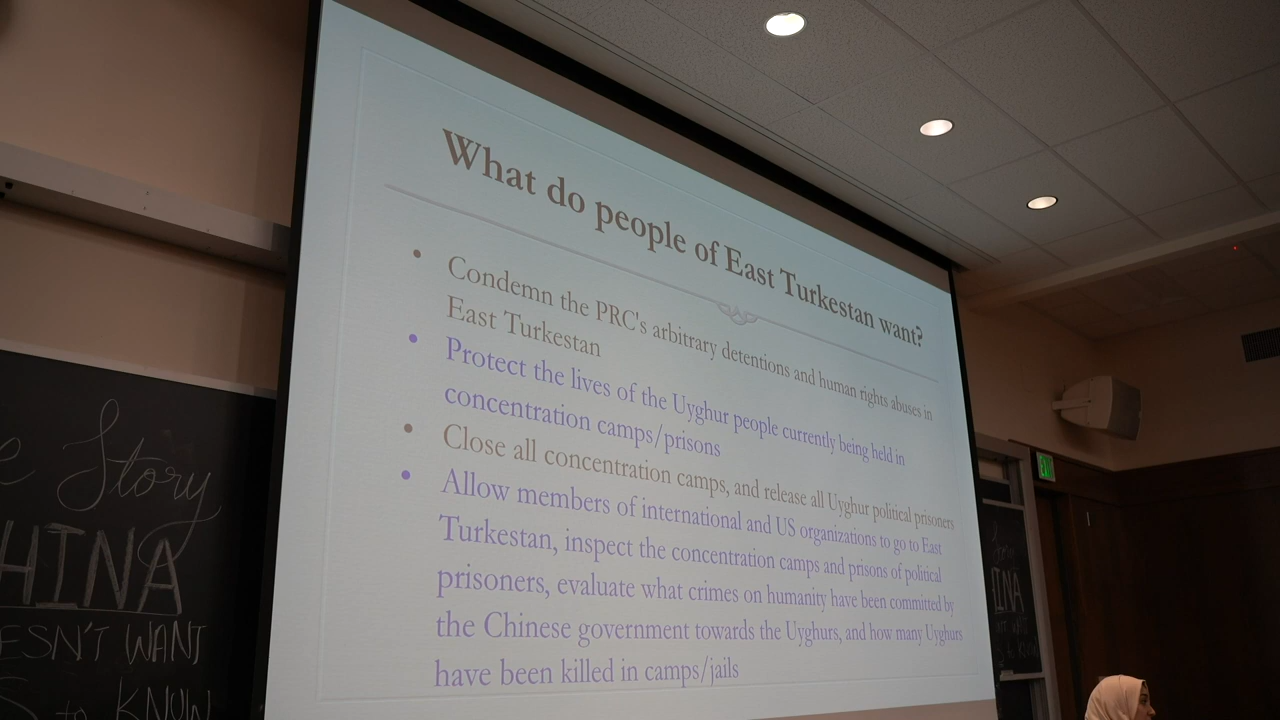 What do people of East Turkestan want?
• Condemn the PRC's arbitrary detentions and human rights abuses in
East Turkestan
• Protect the lives of the Uyghur people currently being held in
concentration camps/prisons
• Close all concentration camps, and release all Uyghur political prisoners
• Allow members of international and US organizations to go to East
Turkestan, inspect the concentration camps and prisons of political
prisoners, evaluate what crimes on humanity have been committed by
the Chinese government towards the Uyghurs, and how many Uyghurs
have been killed in camps/jails
e Story
HINA
ESN'T WANT
S to KNOW
EXIT
INA